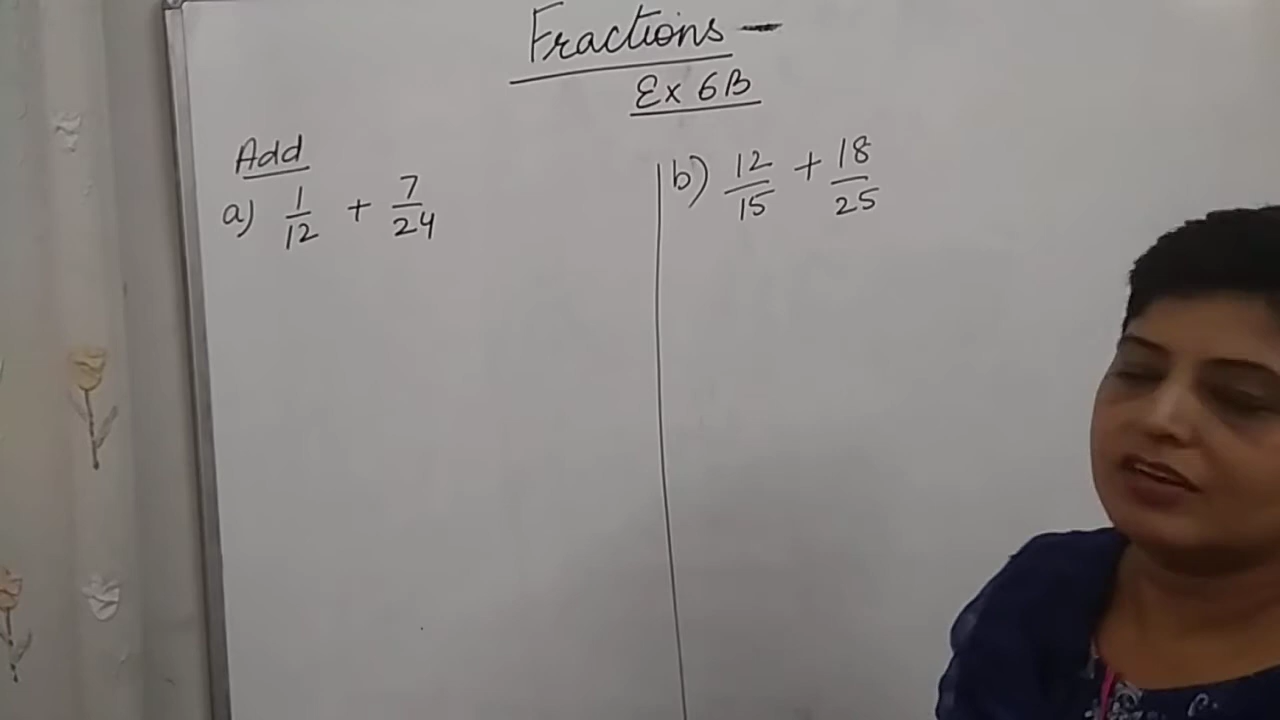 Fractions -
Ex 6B
Add
a) 1/12 + 7/24
b) 12/15 + 18/25